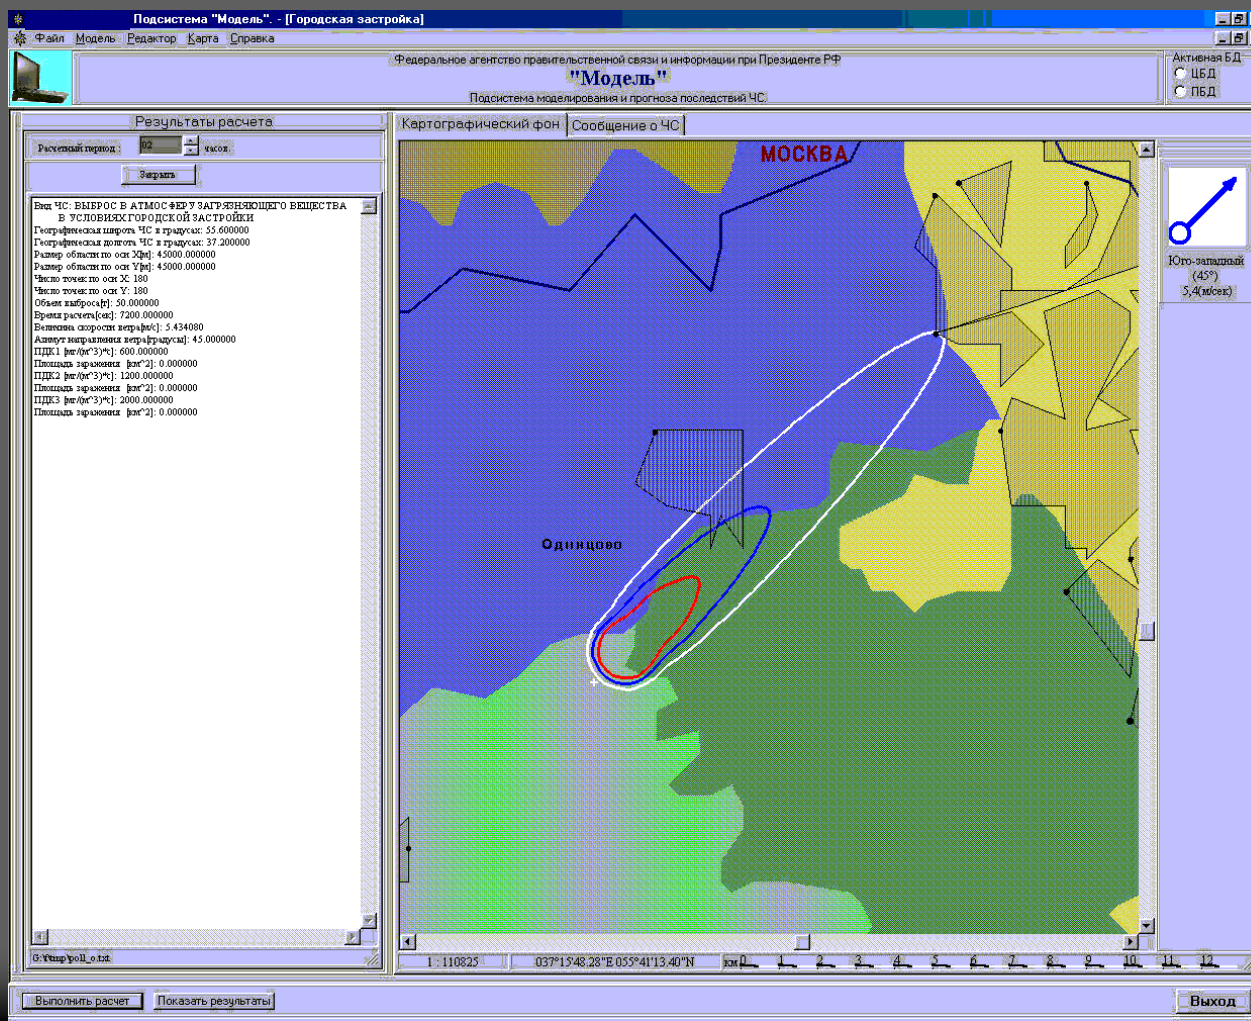 Подсистема "Модель". - [Городская застройка]
Файл Модель Редактор Карта Справка
Федеральное агентство правительственной связи и информации при Президенте РФ
"Модель"
Подсистема моделирования и прогноза последствий ЧС
Активная БД
ЦБД
ПБД
Результаты расчета
Расчетный период : 02 часов.
Закрыть
Вид ЧС: ВЫБРОС В АТМОСФЕРУ ЗАГРЯЗНЯЮЩЕГО ВЕЩЕСТВА
В УСЛОВИЯХ ГОРОДСКОЙ ЗАСТРОЙКИ
Географическая широта ЧС в градусах: 55.600000
Географическая долгота ЧС в градусах: 37.200000
Размер области по оси X[м]: 45000.000000
Размер области по оси Y[м]: 45000.000000
Число точек по оси X: 180
Число точек по оси Y: 180
Объем выброса[т]: 50.000000
Время расчета[сек]: 7200.000000
Величина скорости ветра[м/с]: 5.434080
Азимут направления ветра[градусы]: 45.000000
ПДК1 [мг/(м^3)*с]: 600.000000
Площадь заражения [км^2]: 0.000000
ПДК2 [мг/(м^3)*с]: 1200.000000
Площадь заражения [км^2]: 0.000000
ПДК3 [мг/(м^3)*с]: 2000.000000
Площадь заражения [км^2]: 0.000000
G:\tmp\poll_o.txt
Картографический фон Сообщение о ЧС
МОСКВА
Одинцово
Юго-западный
(45°)
5,4(м/сек)
1 : 110825 037°15'48.28"E 055°41'13.40"N км 0 1 2 3 4 5 6 7 8 9 10 11 12
Выполнить расчет Показать результаты Выход